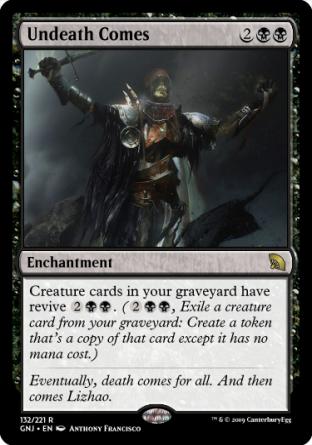 Undeath Comes 2
Enchantment
Creature cards in your graveyard have
revive 2. (2, Exile a creature
card from your graveyard: Create a token
that's a copy of that card except it has no
mana cost.)
Eventually, death comes for all. And then
comes Lizhao.
132/221 R
GNJ • EN Anthony Francisco
™ & © 2019 CanterburyEgg